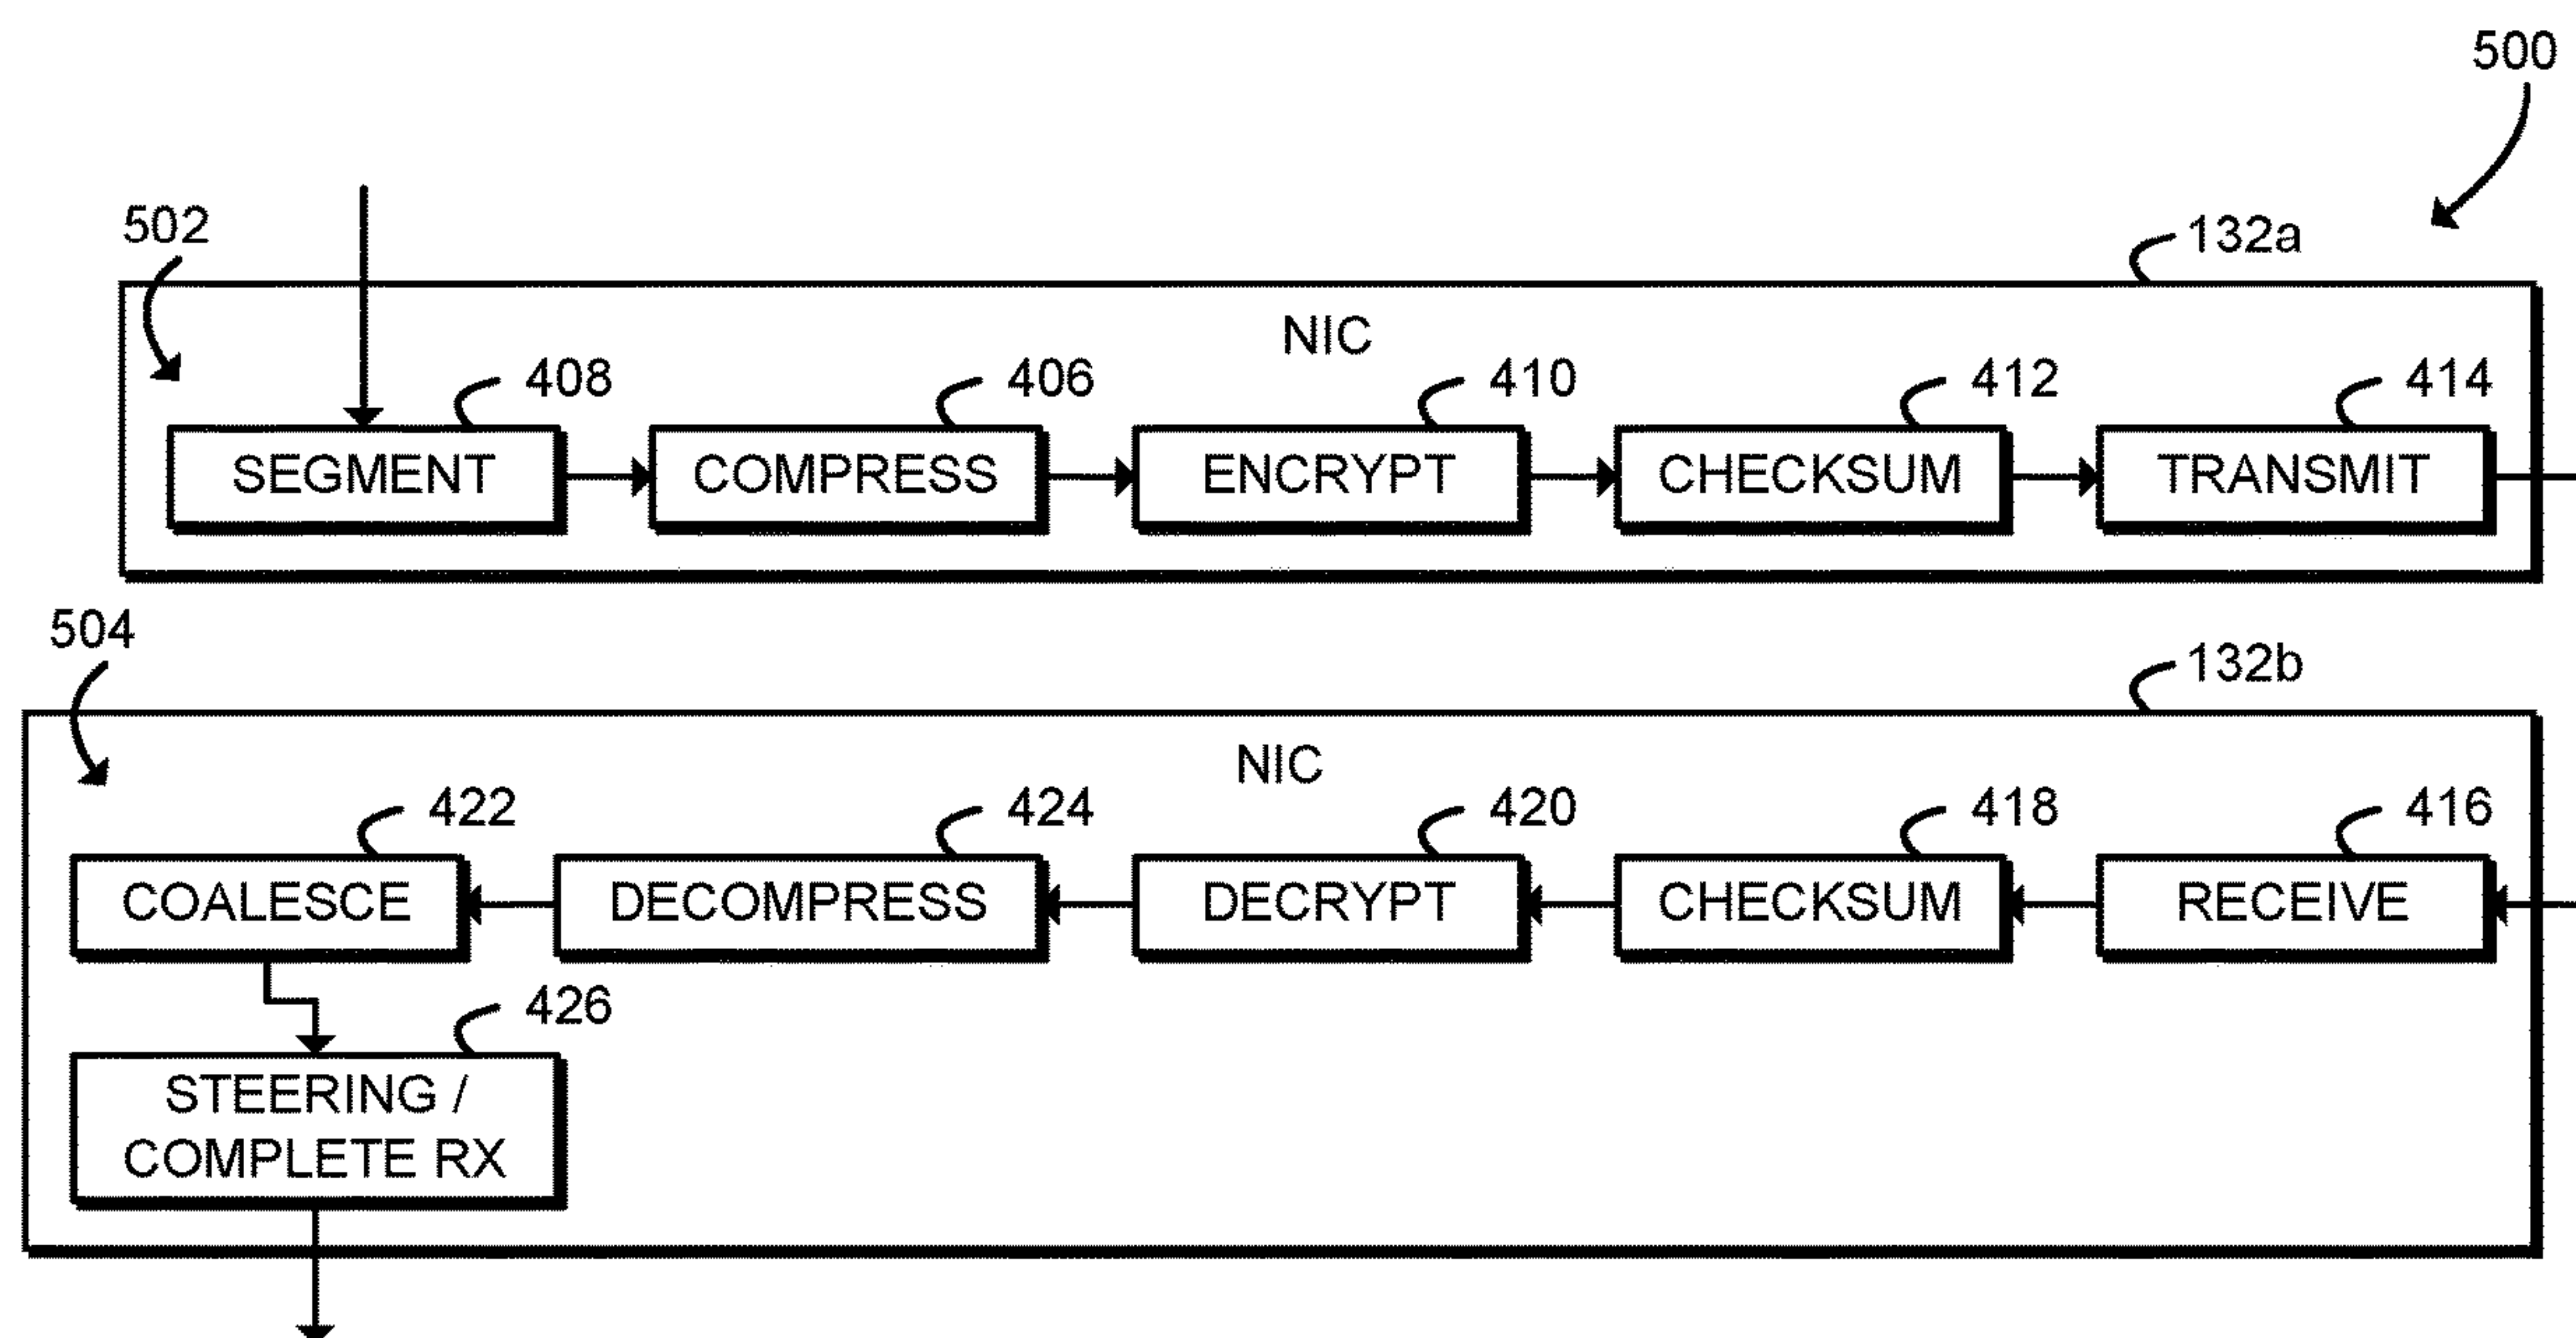 500
502
132a
NIC
408
406
410
412
414
SEGMENT
COMPRESS
ENCRYPT
CHECKSUM
TRANSMIT
504
132b
NIC
422
424
420
418
416
COALESCE
DECOMPRESS
DECRYPT
CHECKSUM
RECEIVE
426
STEERING /
COMPLETE RX